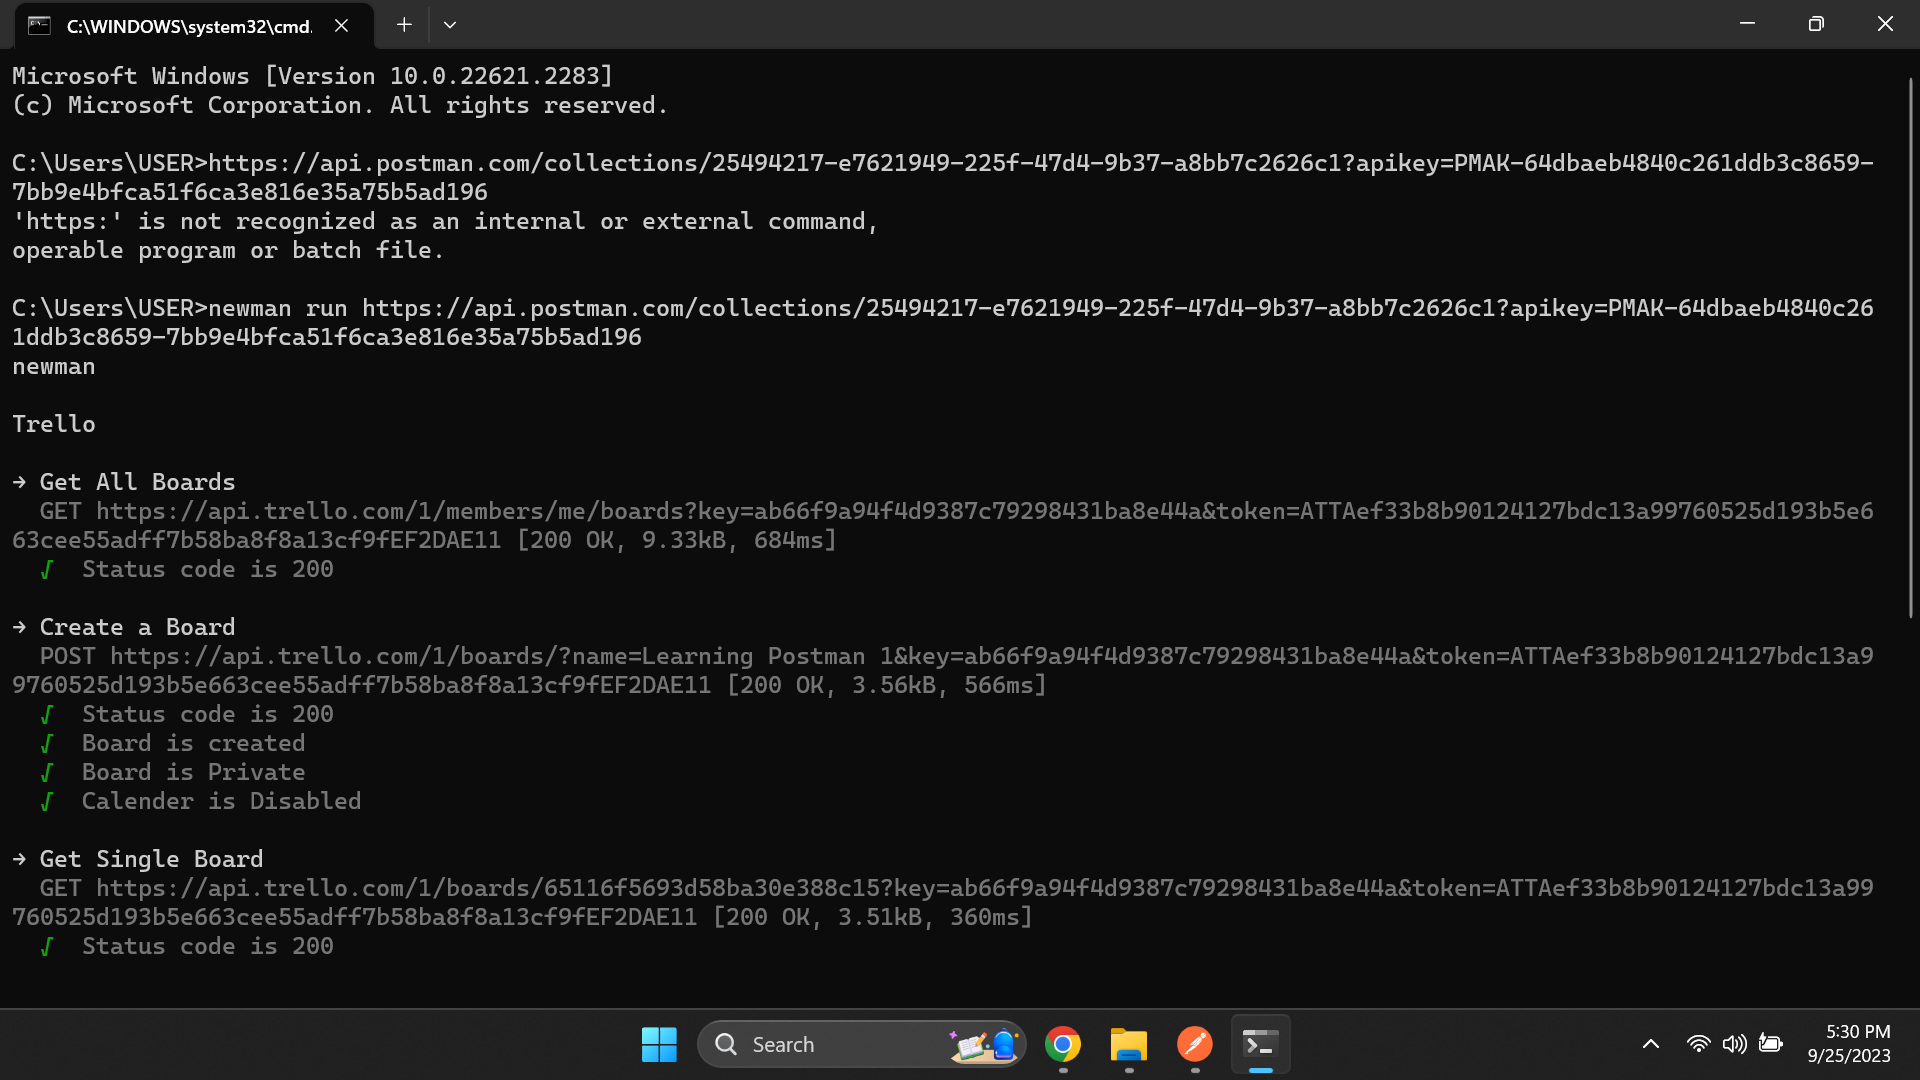 C:\WINDOWS\system32\cmd.
Microsoft Windows [Version 10.0.22621.2283]
(c) Microsoft Corporation. All rights reserved.
C:\Users\USER>https://api.postman.com/collections/25494217-e7621949-225f-47d4-9b37-a8bb7c2626c1?apikey=PMAK-64dbaeb4840c261ddb3c8659-
7bb9e4bfca51f6ca3e816e35a75b5ad196
'https:' is not recognized as an internal or external command,
operable program or batch file.
C:\Users\USER>newman run https://api.postman.com/collections/25494217-e7621949-225f-47d4-9b37-a8bb7c2626c1?apikey=PMAK-64dbaeb4840c26
1ddb3c8659-7bb9e4bfca51f6ca3e816e35a75b5ad196
newman
Trello
→ Get All Boards
GET https://api.trello.com/1/members/me/boards?key=ab66f9a94f4d9387c79298431ba8e44a&token=ATTAef33b8b90124127bdc13a99760525d193b5e6
63cee55adff7b58ba8f8a13cf9fEF2DAE11 [200 OK, 9.33kB, 684ms]
√ Status code is 200
→ Create a Board
POST https://api.trello.com/1/boards/?name=Learning Postman 1&key=ab66f9a94f4d9387c79298431ba8e44a&token=ATTAef33b8b90124127bdc13a9
9760525d193b5e663cee55adff7b58ba8f8a13cf9fEF2DAE11 [200 OK, 3.56kB, 566ms]
√ Status code is 200
√ Board is created
√ Board is Private
√ Calender is Disabled
→ Get Single Board
GET https://api.trello.com/1/boards/65116f5693d58ba30e388c15?key=ab66f9a94f4d9387c79298431ba8e44a&token=ATTAef33b8b90124127bdc13a99
760525d193b5e663cee55adff7b58ba8f8a13cf9fEF2DAE11 [200 OK, 3.51kB, 360ms]
√ Status code is 200
Search
5:30 PM
9/25/2023